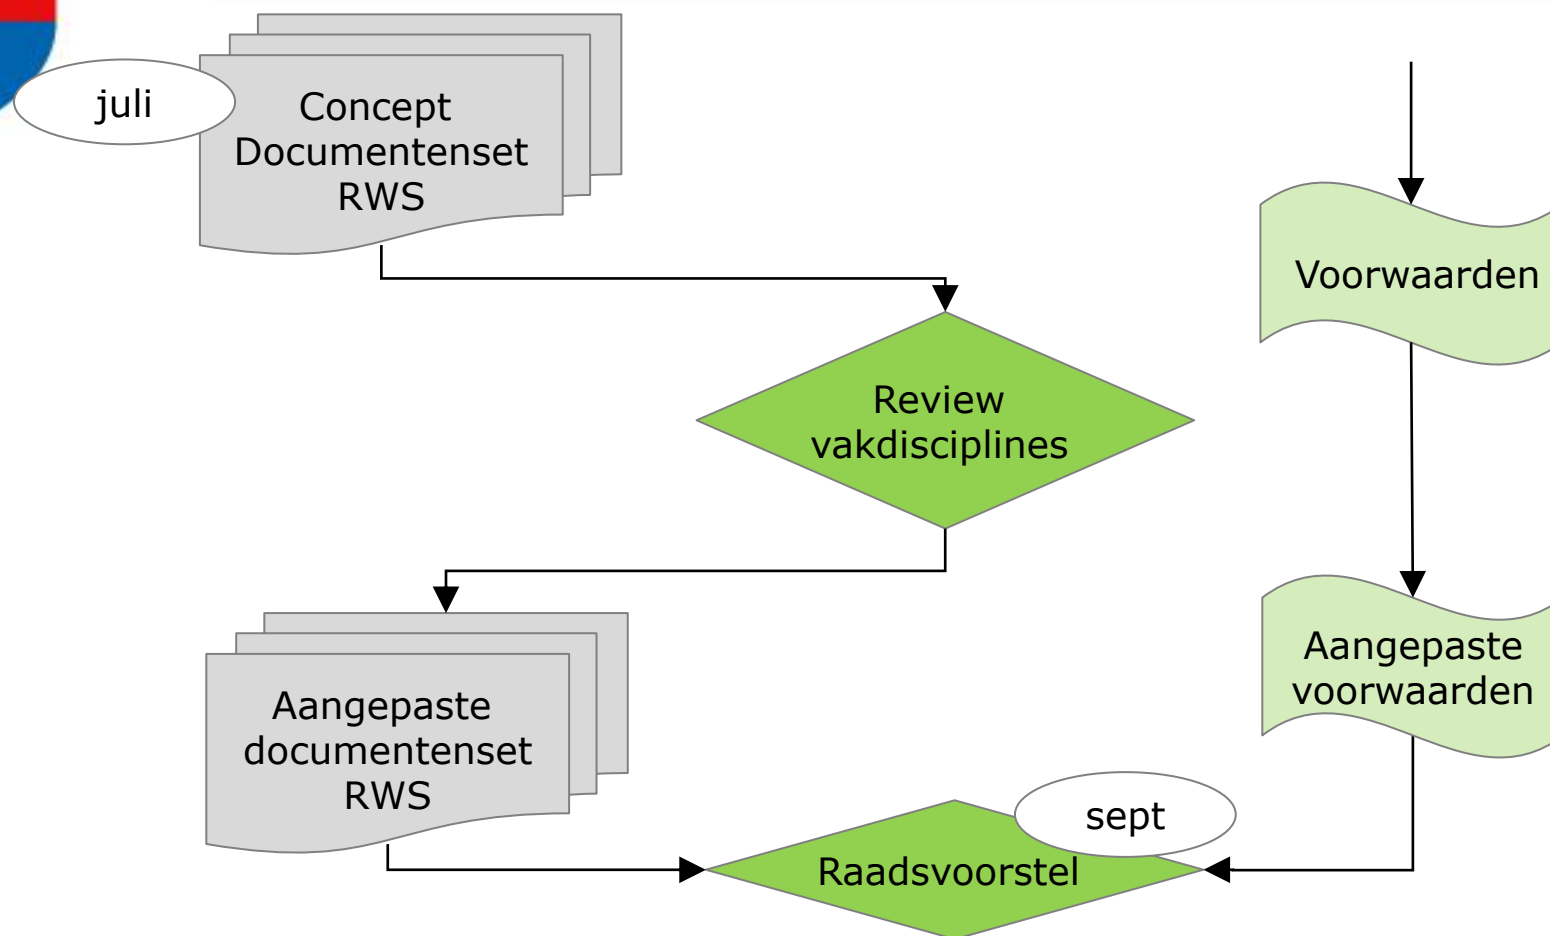 juli
Concept
Documentenset
RWS
Voorwaarden
Review
vakdisciplines
Aangepaste
voorwaarden
Aangepaste
documentenset
RWS
sept
Raadsvoorstel